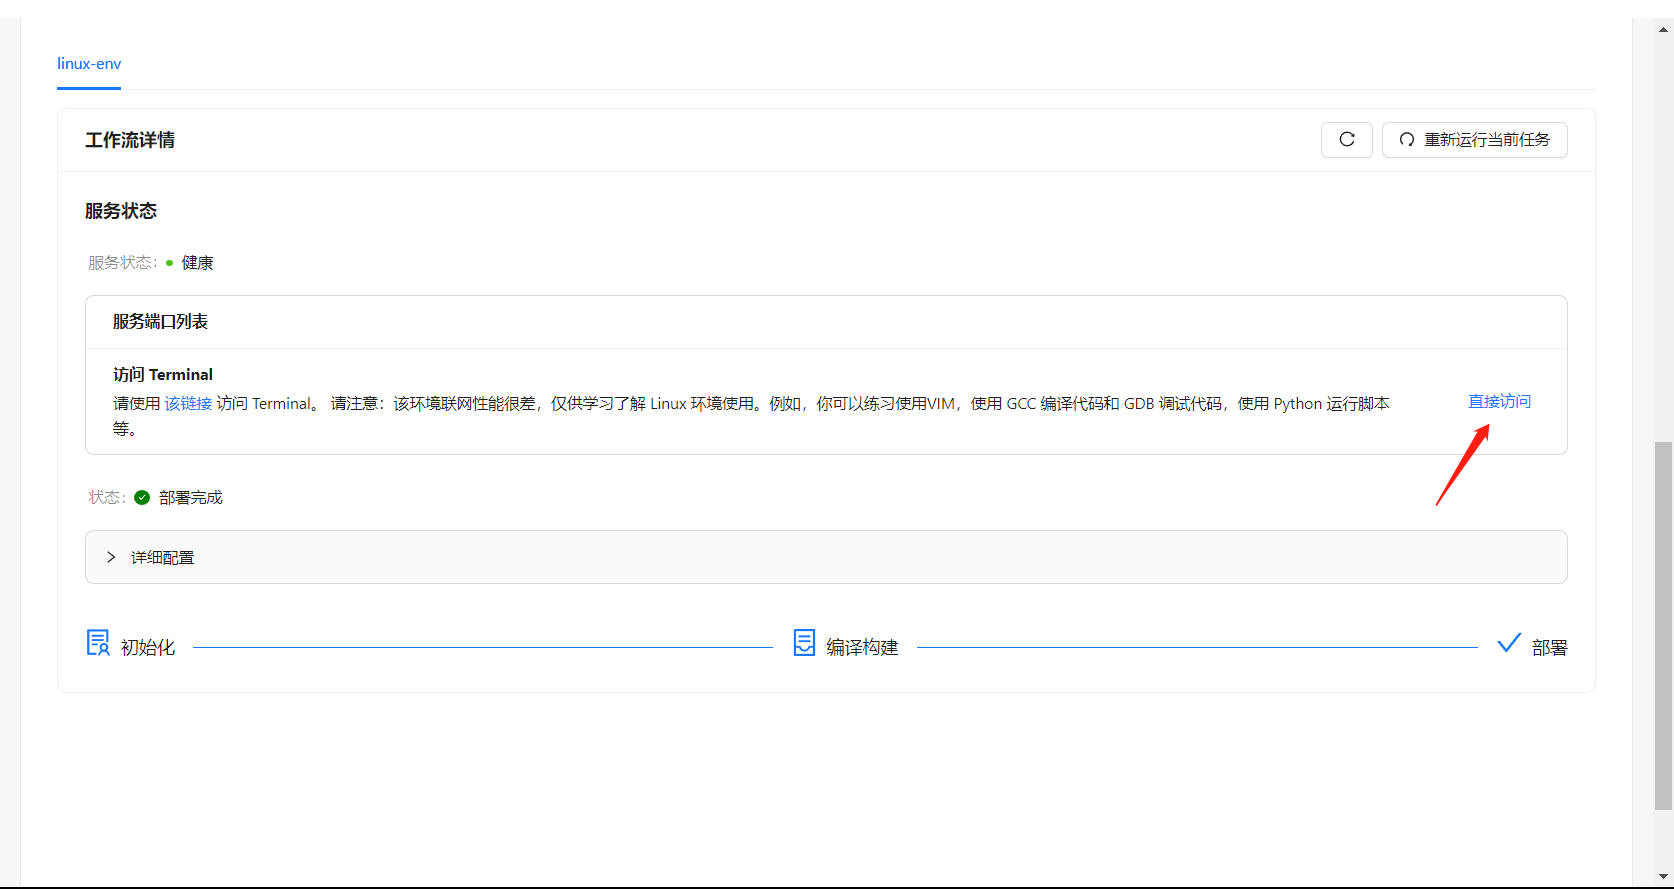 linux-env
工作流详情
重新运行当前任务
服务状态
服务状态: 健康
服务端口列表
访问 Terminal
请使用 该链接 访问 Terminal。 请注意：该环境联网性能很差，仅供学习了解 Linux 环境使用。例如，你可以练习使用VIM，使用 GCC 编译代码和 GDB 调试代码，使用 Python 运行脚本
等。
直接访问
状态: 部署完成
详细配置
初始化
编译构建
部署